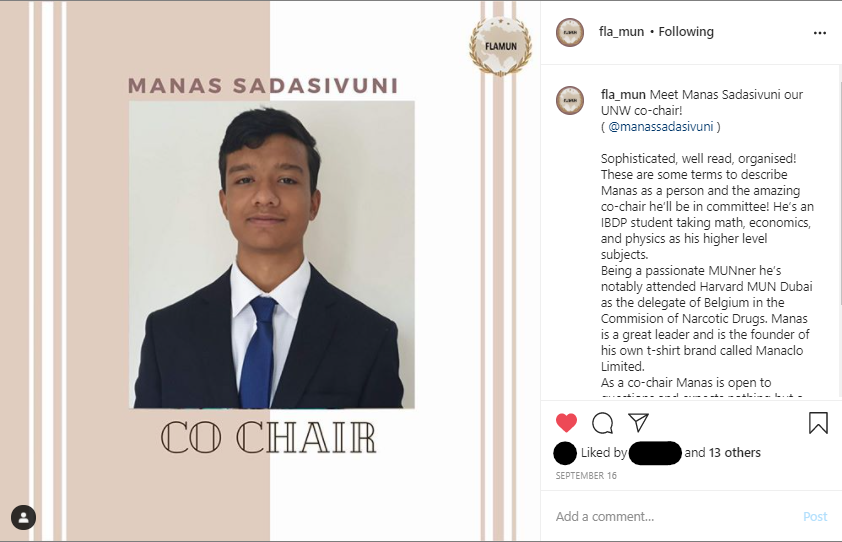 FLAMUN
MANAS SADASIVUNI
CO CHAIR
FLAMUN
fla_mun • Following
FLAMUN
fla_mun Meet Manas Sadasivuni our
UNW co-chair!
( @manassadasivuni )
Sophisticated, well read, organised!
These are some terms to describe
Manas as a person and the amazing
co-chair he'll be in committee! He's an
IBDP student taking math, economics,
and physics as his higher level
subjects.
Being a passionate MUNner he's
notably attended Harvard MUN Dubai
as the delegate of Belgium in the
Commision of Narcotic Drugs. Manas
is a great leader and is the founder of
his own t-shirt brand called Manaclo
Limited.
As a co-chair Manas is open to
Liked by and 13 others
SEPTEMBER 16
Add a comment... Post